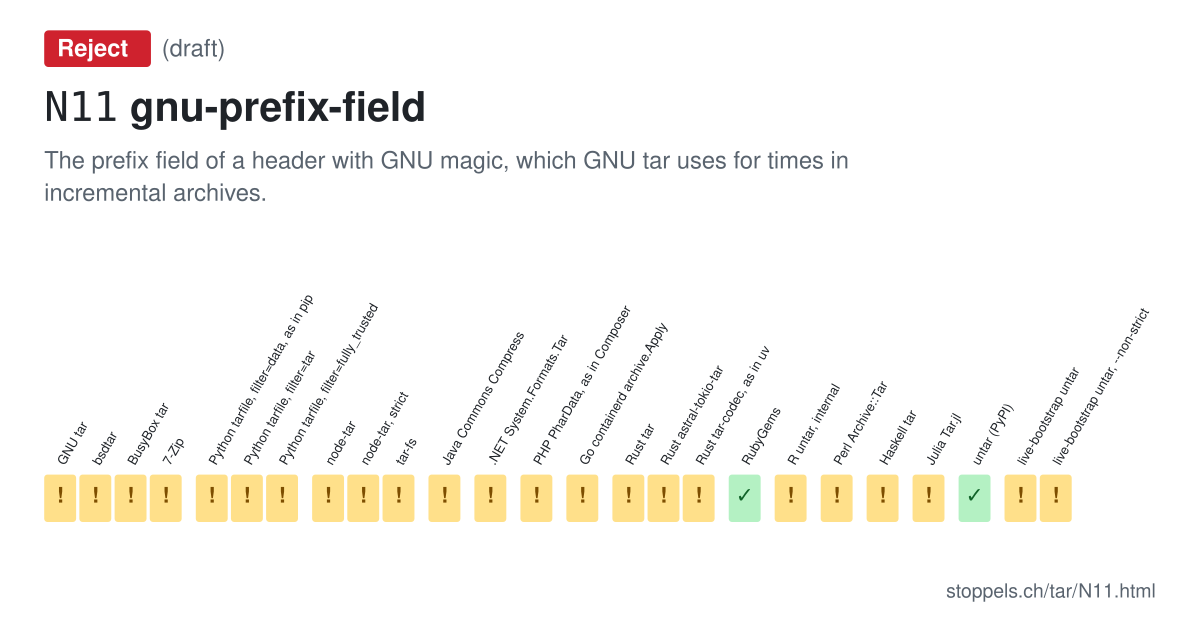 Reject (draft)
N11 gnu-prefix-field
The prefix field of a header with GNU magic, which GNU tar uses for times in
incremental archives.
GNU tar
bsdtar
BusyBox tar
7-Zip
Python tarfile, filter=data, as in pip
Python tarfile, filter=tar
Python tarfile, filter=fully_trusted
node-tar
node-tar, strict
tar-fs
Java Commons Compress
.NET System.Formats.Tar
PHP PharData, as in Composer
Go containerd archive.Apply
Rust tar
Rust astral-tokio-tar
Rust tar-codec, as in uv
RubyGems
R untar, internal
Perl Archive::Tar
Haskell tar
Julia Tar.jl
untar (PyPI)
live-bootstrap untar
live-bootstrap untar, --non-strict
! ! ! ! ! ! ! ! ! ! ! ! ! ! ! ! ! ✓ ! ! ! ! ✓ ! !
stoppels.ch/tar/N11.html